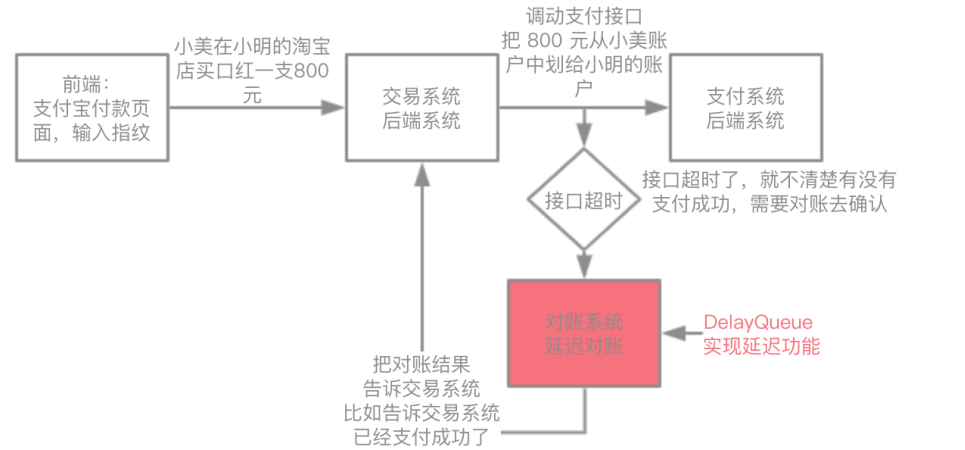 前端：
支付宝付款页
面，输入指纹
小美在小明的淘宝
店买口红一支800
元
交易系统
后端系统
调动支付接口
把 800 元从小美账
户中划给小明的账
户
支付系统
后端系统
接口超时
接口超时了，就不清楚有没有
支付成功，需要对账去确认
对账系统
延迟对账
DelayQueue
实现延迟功能
把对账结果
告诉交易系统
比如告诉交易系统
已经支付成功了